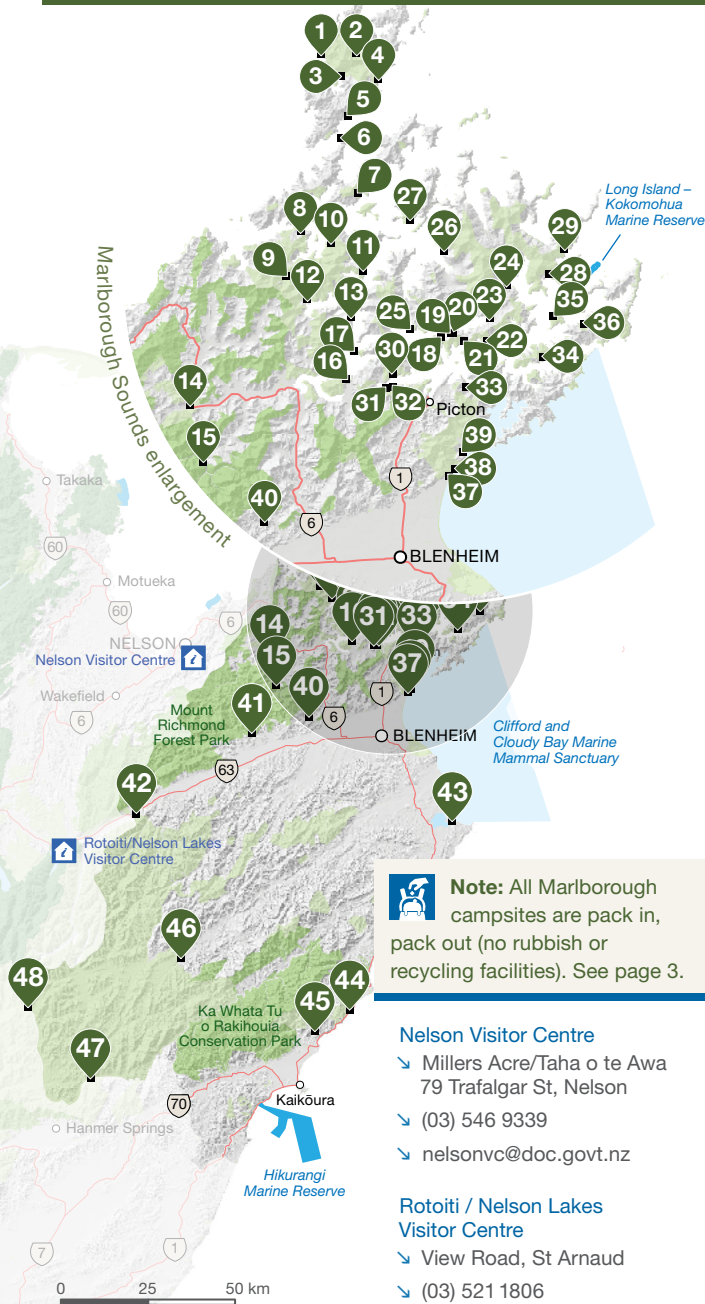 1
2
3
4
5
6
7
27
Long Island –
Kokomohua
Marine Reserve
8
10
26
29
9
11
24
28
12
13
25
19
20
23
35
36
17
30
18
22
21
34
16
33
31
32
Picton
14
39
38
37
15
1
40
6
Marlborough Sounds enlargement
BLENHEIM
Takaka
60
Motueka
60
6
NELSON
Nelson Visitor Centre
Wakefield
6
14
31
33
15
37
40
1
6
41
Mount
Richmond
Forest Park
BLENHEIM
Clifford and
Cloudy Bay Marine
Mammal Sanctuary
63
42
43
Rotoiti/Nelson Lakes
Visitor Centre
Note: All Marlborough
campsites are pack in,
pack out (no rubbish or
recycling facilities). See page 3.
46
48
44
45
Ka Whata Tu
o Rakihouia
Conservation Park
47
70
Kaikōura
Hanmer Springs
Hikurangi
Marine Reserve
7
1
0 25 50 km
Nelson Visitor Centre
↘ Millers Acre/Taha o te Awa
79 Trafalgar St, Nelson
↘ (03) 546 9339
↘ nelsonvc@doc.govt.nz
Rotoiti / Nelson Lakes
Visitor Centre
↘ View Road, St Arnaud
↘ (03) 521 1806